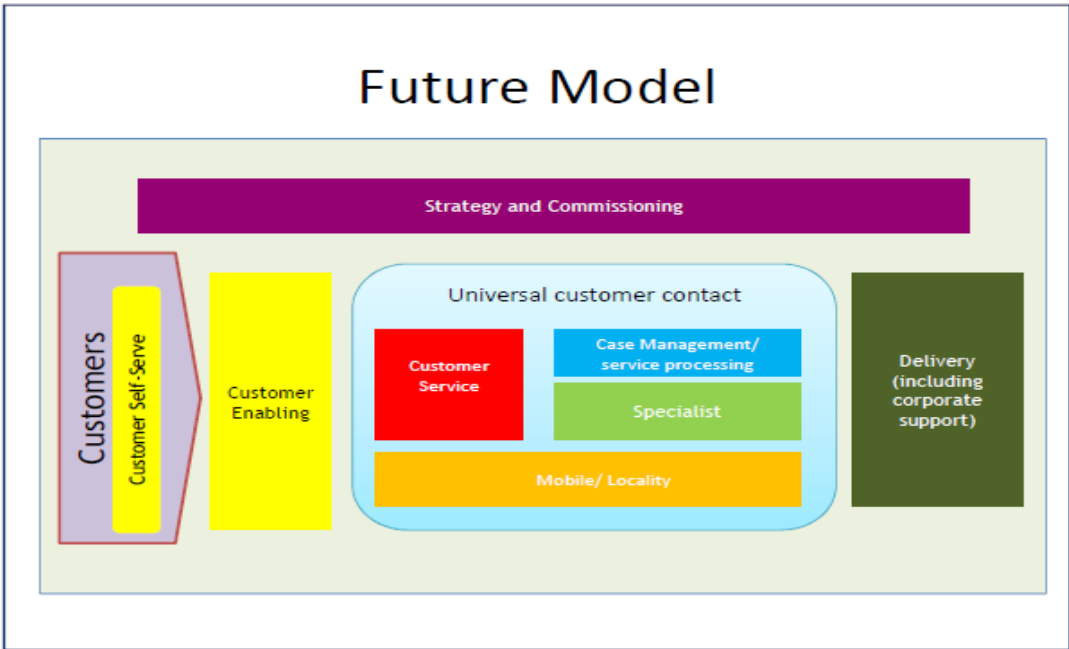 Future Model
Strategy and Commissioning
Customers
Customer Self-Serve
Customer
Enabling
Universal customer contact
Customer
Service
Case Management/
service processing
Specialist
Mobile/ Locality
Delivery
(including
corporate
support)